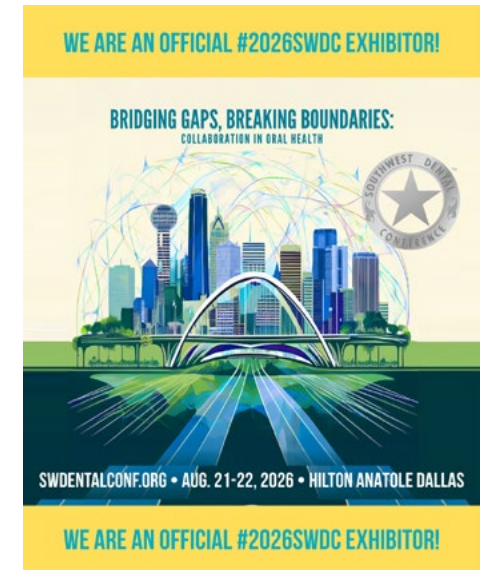 WE ARE AN OFFICIAL #2026SWDC EXHIBITOR!
BRIDGING GAPS, BREAKING BOUNDARIES:
COLLABORATION IN ORAL HEALTH
SOUTHWEST DENTAL
CONFERENCE
SWDENTALCONF.ORG • AUG. 21-22, 2026 • HILTON ANATOLE DALLAS
WE ARE AN OFFICIAL #2026SWDC EXHIBITOR!